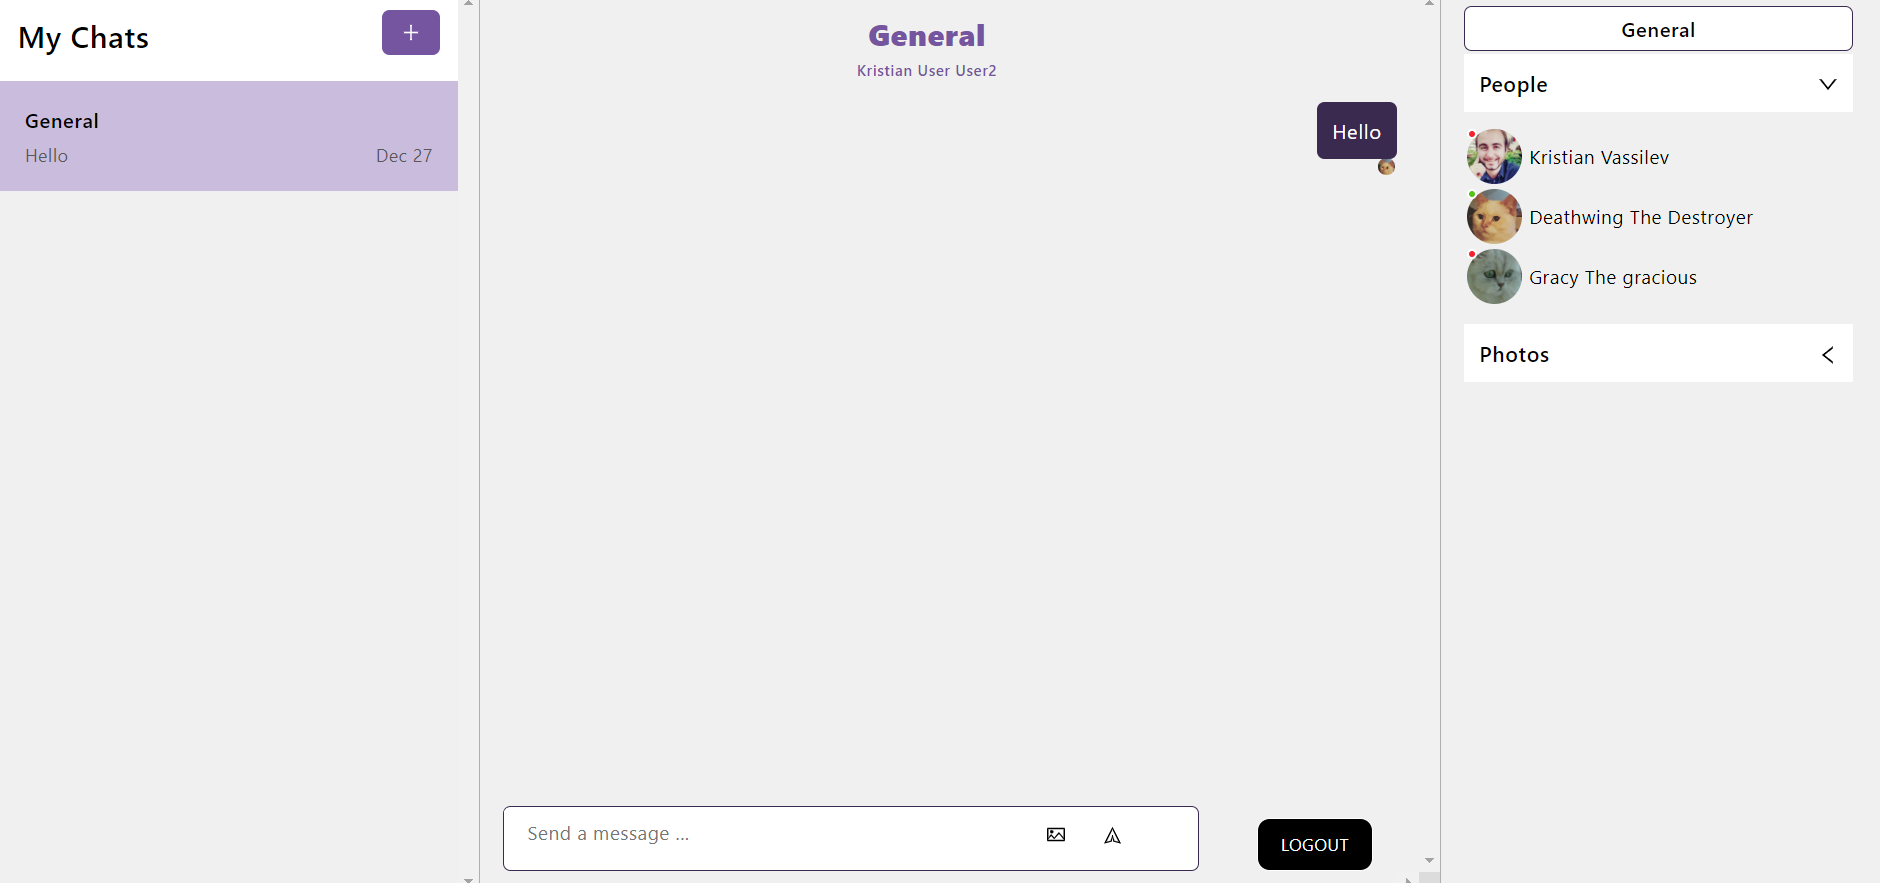 My Chats
+
General
Hello
Dec 27
General
Kristian User User2
Hello
Send a message ...
LOGOUT
General
People
Kristian Vassilev
Deathwing The Destroyer
Gracy The gracious
Photos